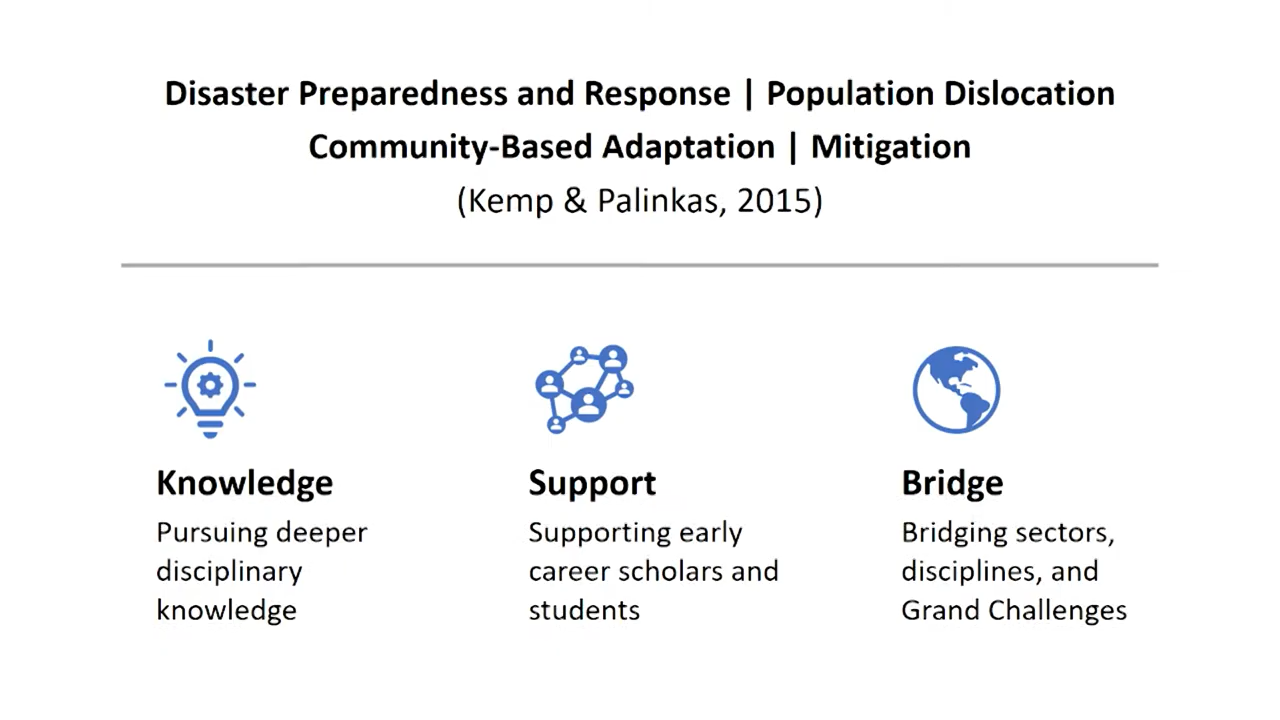 Disaster Preparedness and Response | Population Dislocation
Community-Based Adaptation | Mitigation
(Kemp & Palinkas, 2015)
Knowledge
Pursuing deeper
disciplinary
knowledge
Support
Supporting early
career scholars and
students
Bridge
Bridging sectors,
disciplines, and
Grand Challenges